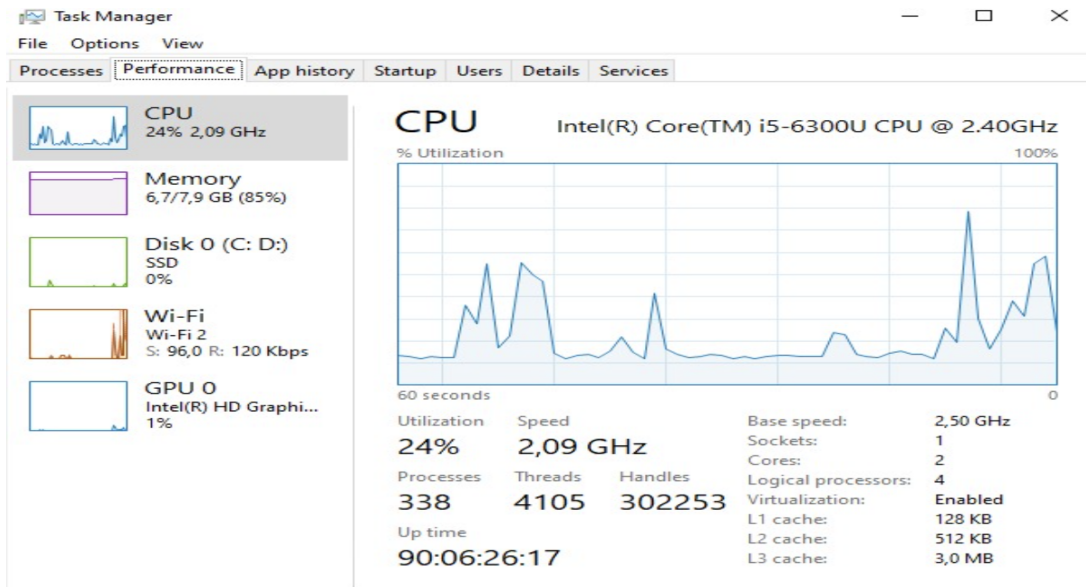 Task Manager
File Options View
Processes Performance App history Startup Users Details Services
CPU
24% 2,09 GHz
Memory
6,7/7,9 GB (85%)
Disk 0 (C: D:)
SSD
0%
Wi-Fi
Wi-Fi 2
S: 96,0 R: 120 Kbps
GPU 0
Intel(R) HD Graphi...
1%
CPU Intel(R) Core(TM) i5-6300U CPU @ 2.40GHz
% Utilization 100%
60 seconds 0
Utilization Speed
24% 2,09 GHz
Processes Threads Handles
338 4105 302253
Up time
90:06:26:17
Base speed: 2,50 GHz
Sockets: 1
Cores: 2
Logical processors: 4
Virtualization: Enabled
L1 cache: 128 KB
L2 cache: 512 KB
L3 cache: 3,0 MB